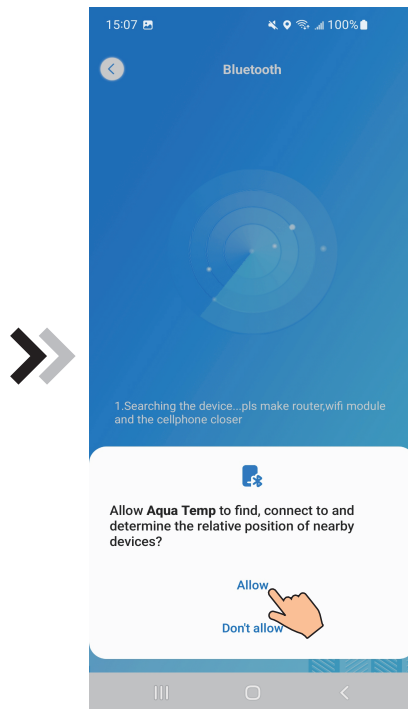 15:07 100%
Bluetooth
1.Searching the device...pls make router,wifi module
and the cellphone closer
Allow Aqua Temp to find, connect to and
determine the relative position of nearby
devices?
Allow
Don't allow